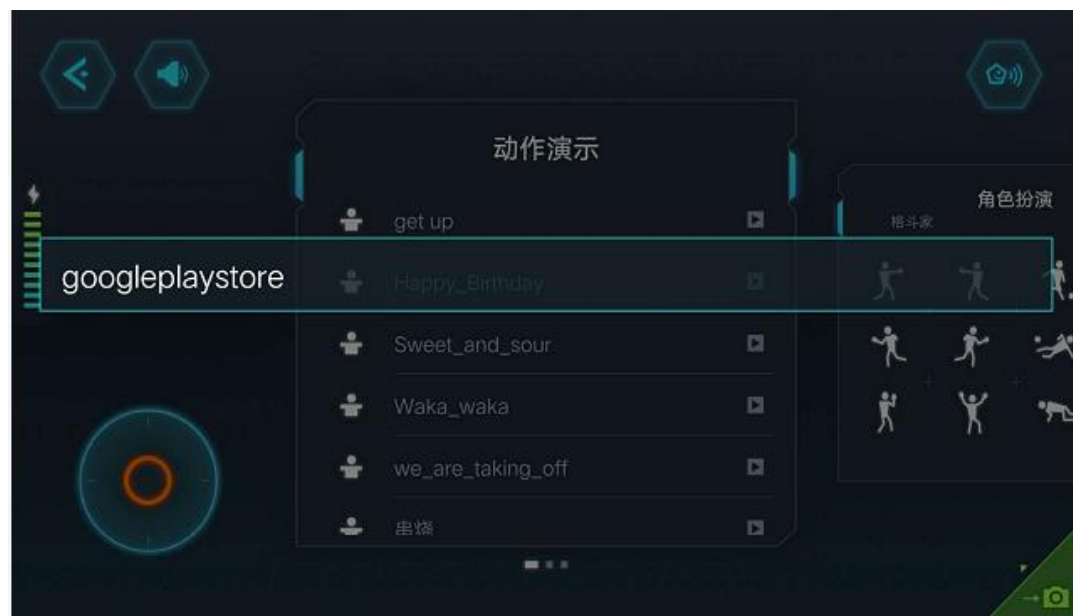 动作演示
get up
角色扮演
格斗家
googleplaystore
Happy_Birthday
Sweet_and_sour
Waka_waka
we_are_taking_off
串烧